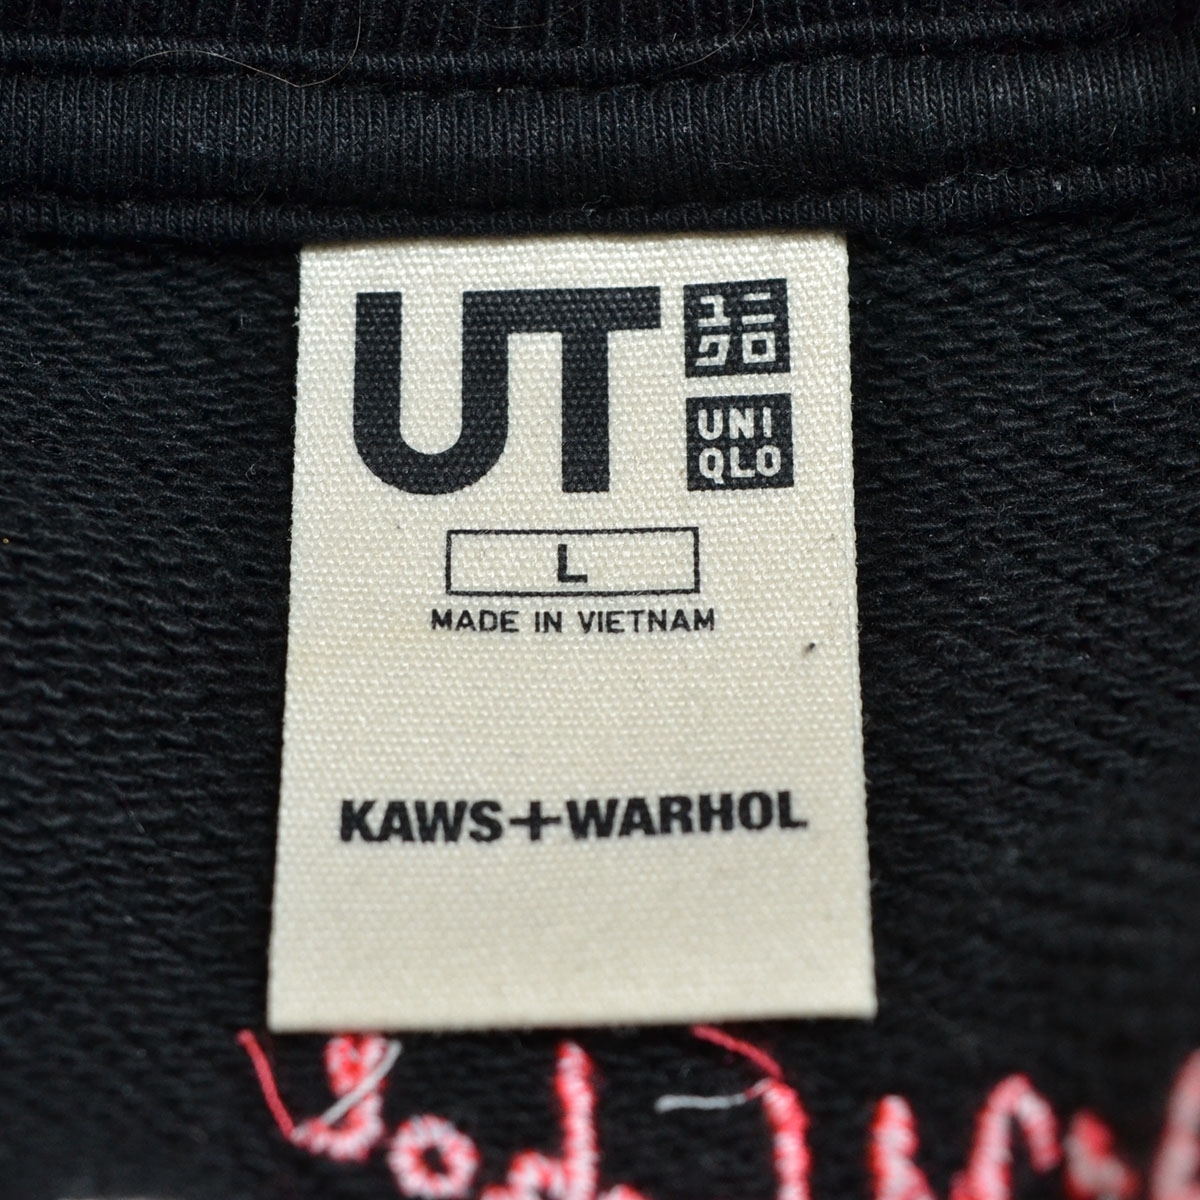 UT
ユニ
クロ
UNI
QLO
L
MADE IN VIETNAM
KAWS+WARHOL